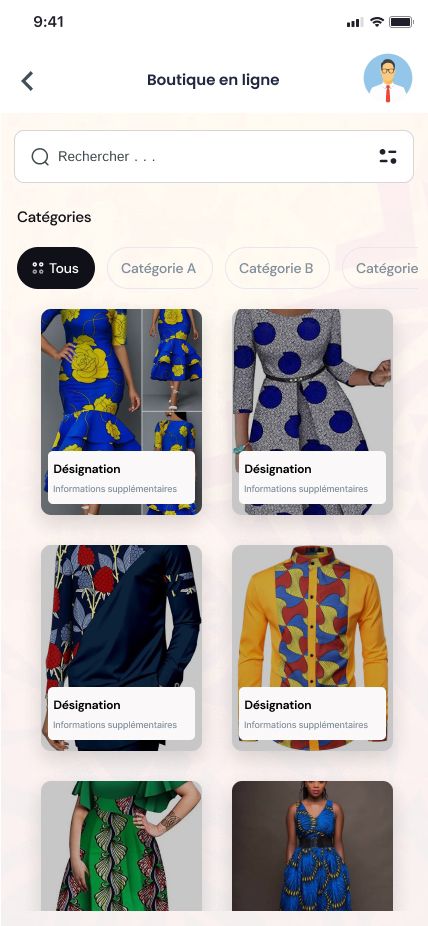 9:41
Boutique en ligne
Rechercher . . .
Catégories
Tous
Catégorie A
Catégorie B
Catégorie
Désignation
Informations supplémentaires
Désignation
Informations supplémentaires
Désignation
Informations supplémentaires
Désignation
Informations supplémentaires